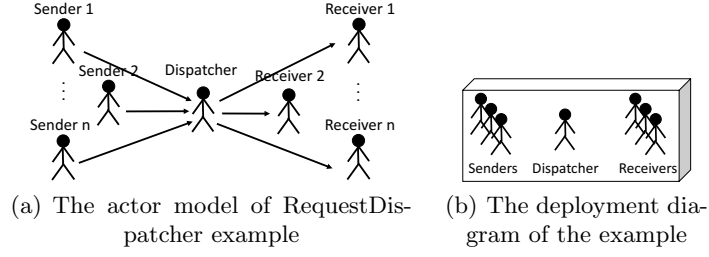 Sender 1
Receiver 1
Sender 2
Dispatcher
Receiver 2
Sender n
Receiver n
Senders
Dispatcher
Receivers
(a) The actor model of RequestDis-
patcher example
(b) The deployment dia-
gram of the example